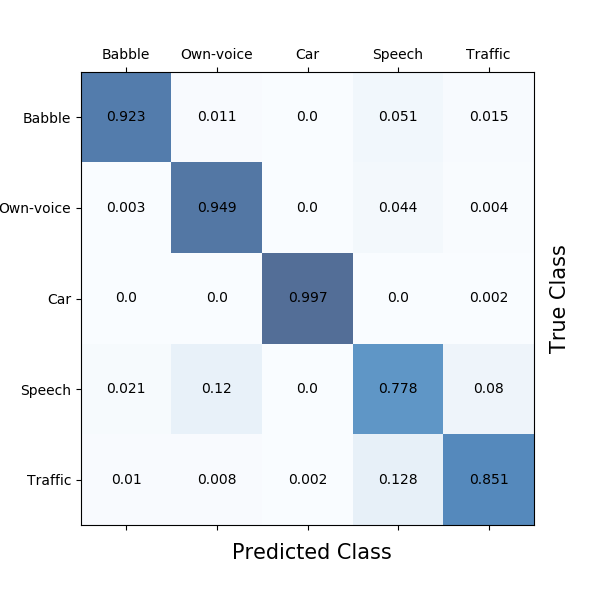 Babble Own-voice Car Speech Traffic
Babble 0.923 0.011 0.0 0.051 0.015
Own-voice 0.003 0.949 0.0 0.044 0.004
Car 0.0 0.0 0.997 0.0 0.002
Speech 0.021 0.12 0.0 0.778 0.08
Traffic 0.01 0.008 0.002 0.128 0.851
True Class
Predicted Class